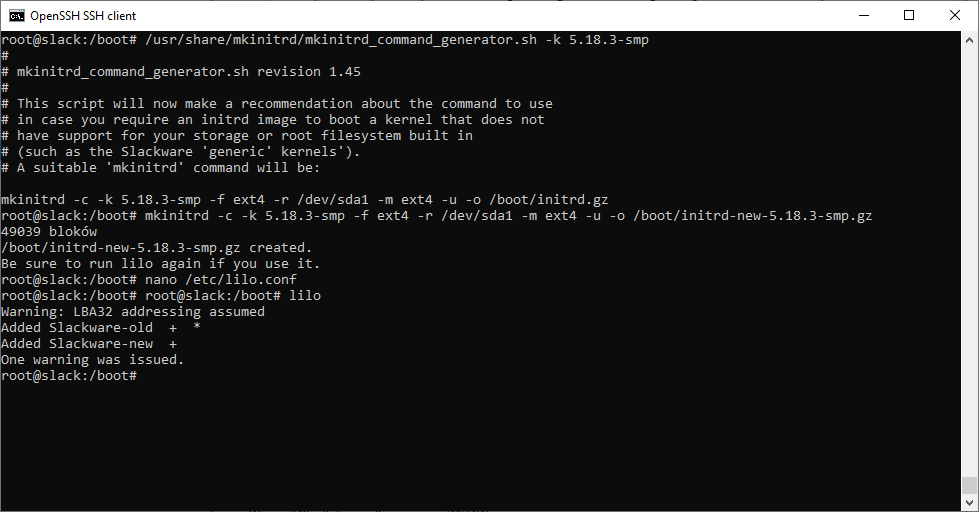 OpenSSH SSH client
root@slack:/boot# /usr/share/mkinitrd/mkinitrd_command_generator.sh -k 5.18.3-smp
#
# mkinitrd_command_generator.sh revision 1.45
#
# This script will now make a recommendation about the command to use
# in case you require an initrd image to boot a kernel that does not
# have support for your storage or root filesystem built in
# (such as the Slackware 'generic' kernels').
# A suitable 'mkinitrd' command will be:

mkinitrd -c -k 5.18.3-smp -f ext4 -r /dev/sda1 -m ext4 -u -o /boot/initrd.gz
root@slack:/boot# mkinitrd -c -k 5.18.3-smp -f ext4 -r /dev/sda1 -m ext4 -u -o /boot/initrd-new-5.18.3-smp.gz
49039 bloków
/boot/initrd-new-5.18.3-smp.gz created.
Be sure to run lilo again if you use it.
root@slack:/boot# nano /etc/lilo.conf
root@slack:/boot# root@slack:/boot# lilo
Warning: LBA32 addressing assumed
Added Slackware-old  +  *
Added Slackware-new  +
One warning was issued.
root@slack:/boot#